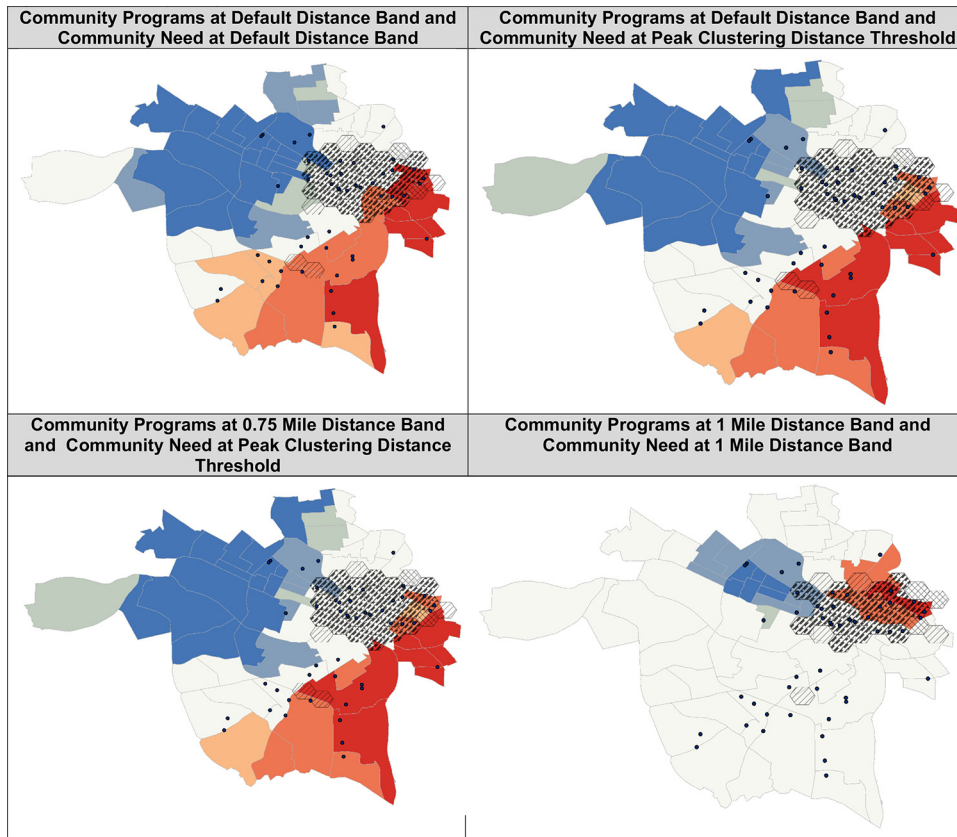 Community Programs at Default Distance Band and
Community Need at Default Distance Band
Community Programs at Default Distance Band and
Community Need at Peak Clustering Distance Threshold
Community Programs at 0.75 Mile Distance Band
and Community Need at Peak Clustering Distance
Threshold
Community Programs at 1 Mile Distance Band and
Community Need at 1 Mile Distance Band